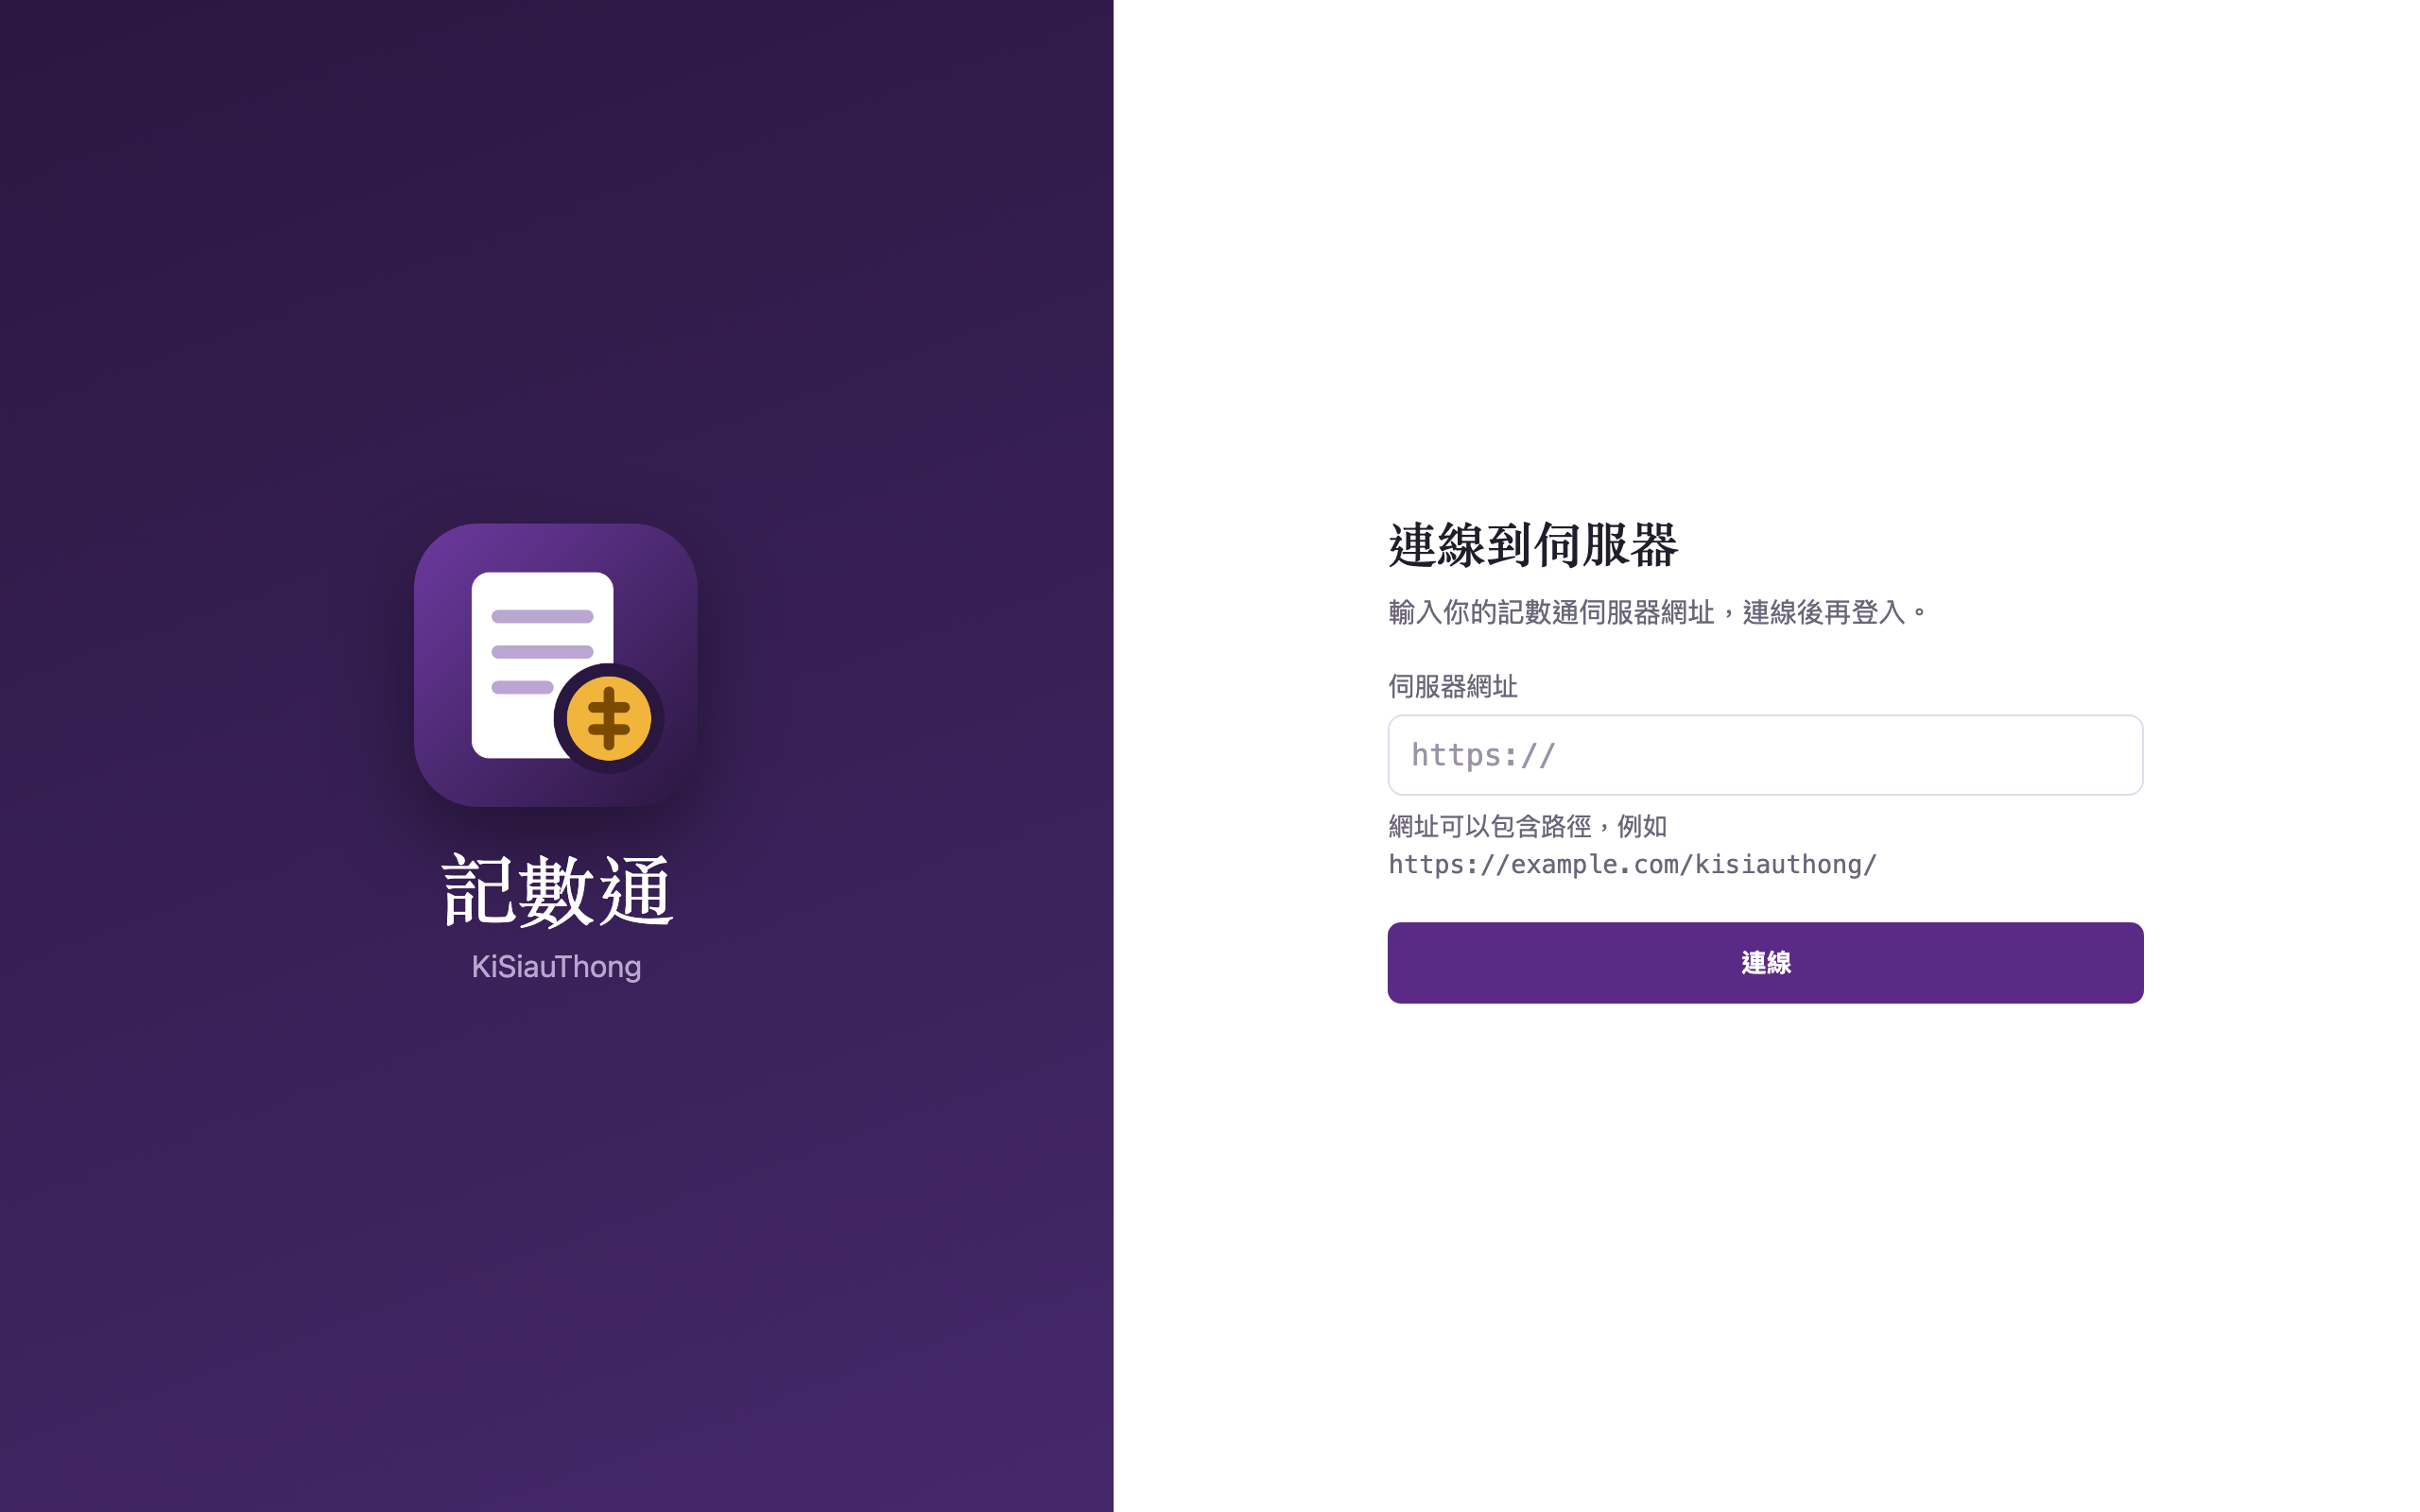 記數通
KiSiauThong
連線到伺服器
輸入你的記數通伺服器網址，連線後再登入。
伺服器網址
https://
網址可以包含路徑，例如
https://example.com/kisiauthong/
連線